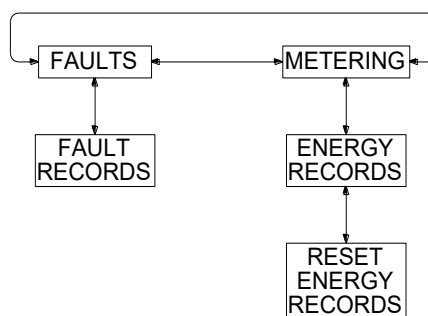 FAULTS
METERING
FAULT
RECORDS
ENERGY
RECORDS
RESET
ENERGY
RECORDS